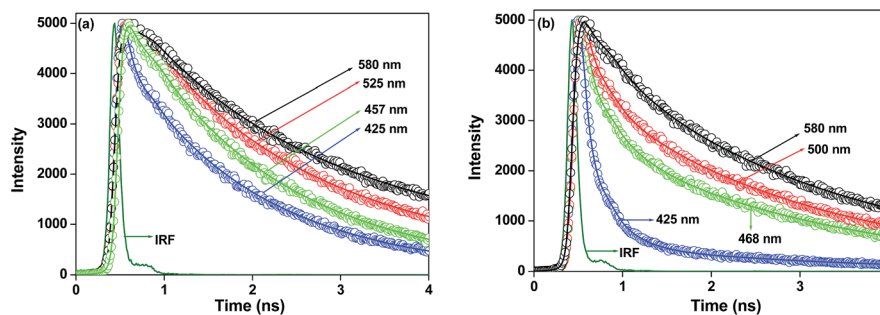 (a)
5000
4000
3000
2000
1000
0
Intensity
580 nm
525 nm
457 nm
425 nm
IRF
0
1
2
3
4
Time (ns)
(b)
5000
4000
3000
2000
1000
0
Intensity
580 nm
500 nm
425 nm
468 nm
IRF
0
1
2
3
Time (ns)